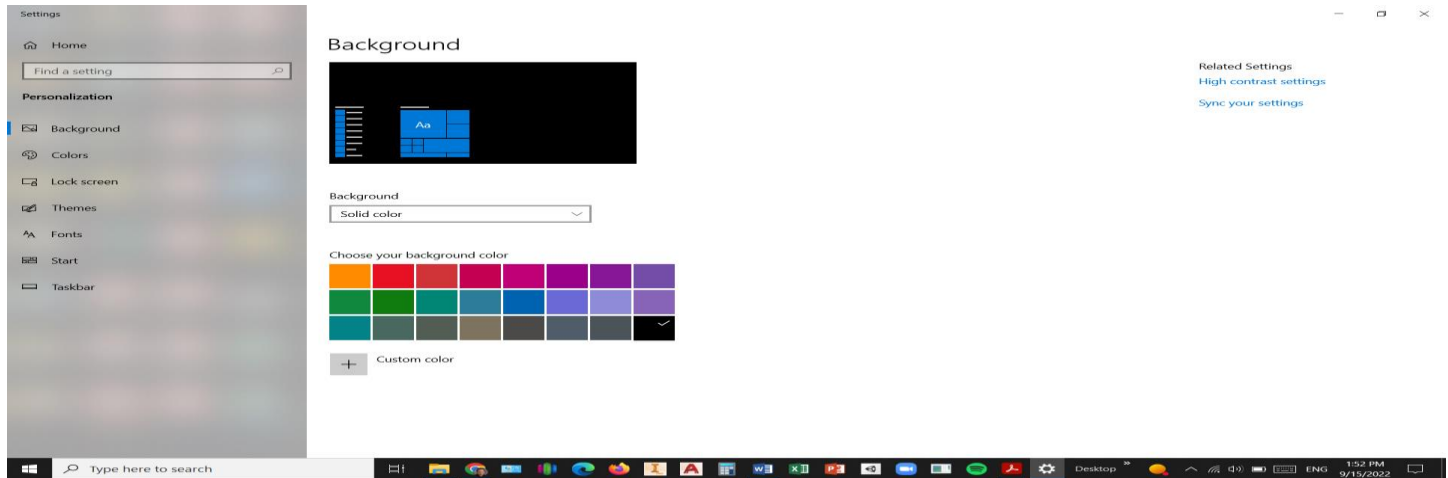 Settings
Home
Find a setting
Personalization
Background
Colors
Lock screen
Themes
Fonts
Start
Taskbar
Background
Aa
Background
Solid color
Choose your background color
Custom color
Related Settings
High contrast settings
Sync your settings
Type here to search
Desktop
ENG
1:52 PM
9/15/2022